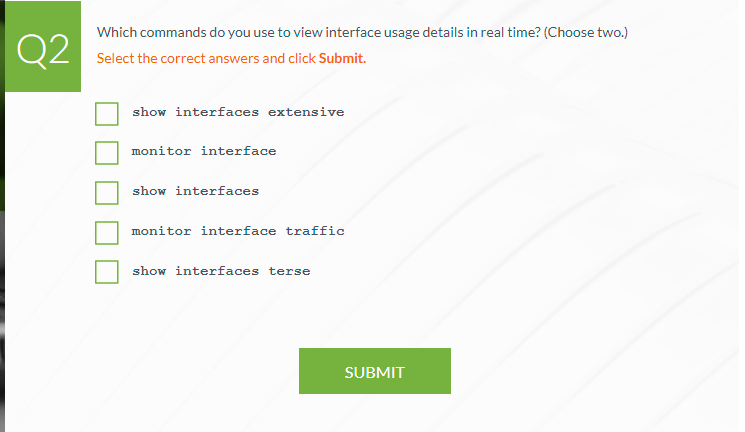 Q2
Which commands do you use to view interface usage details in real time? (Choose two.)
Select the correct answers and click Submit.
show interfaces extensive
monitor interface
show interfaces
monitor interface traffic
show interfaces terse
SUBMIT